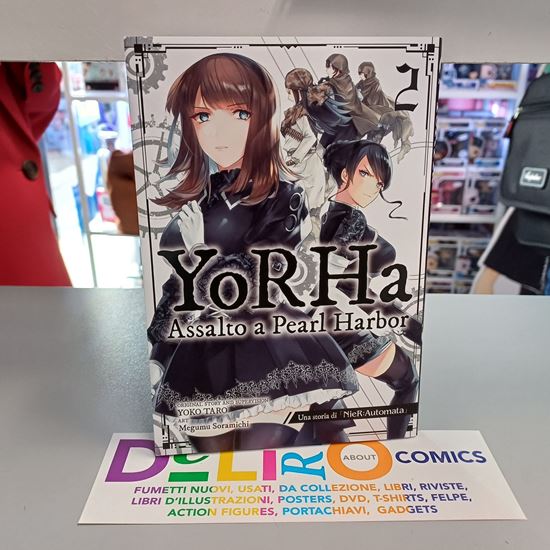 2
2
YoRHa
Assalto a Pearl Harbor
ORIGINAL STORY AND SUPERVISION
YOKO TARO
ART
Megumu Soramichi
Una storia di「NieR:Automata」
DeLiRO ABOUT COMICS
FUMETTI NUOVI, USATI, DA COLLEZIONE, LIBRI, RIVISTE,
LIBRI D'ILLUSTRAZIONI, POSTERS, DVD, T-SHIRTS, FELPE,
ACTION FIGURES, PORTACHIAVI, GADGETS